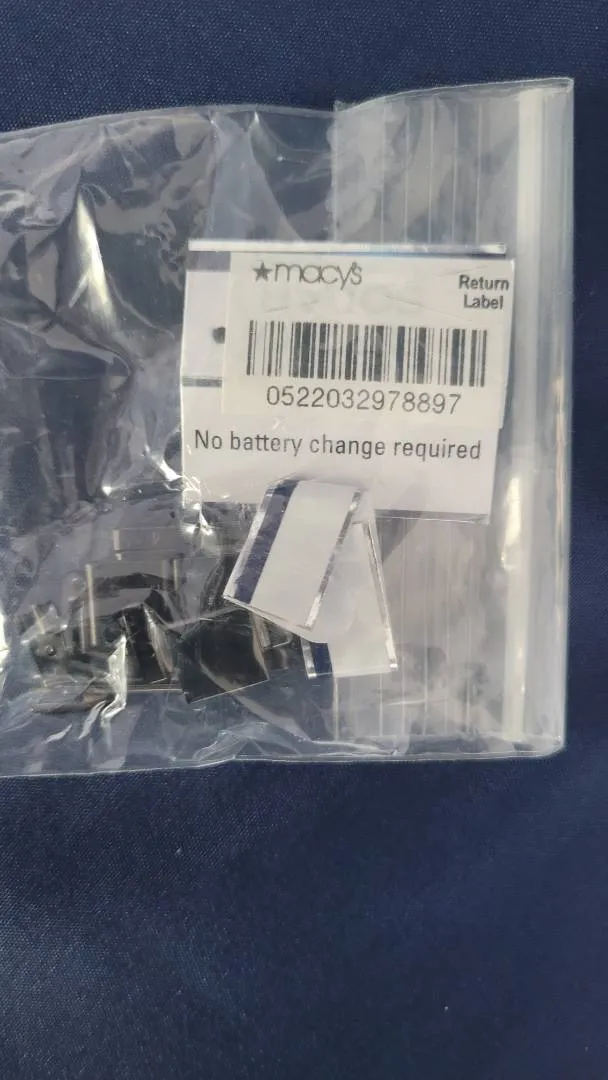 ★macy's
Return
Label
0522032978897
No battery change required